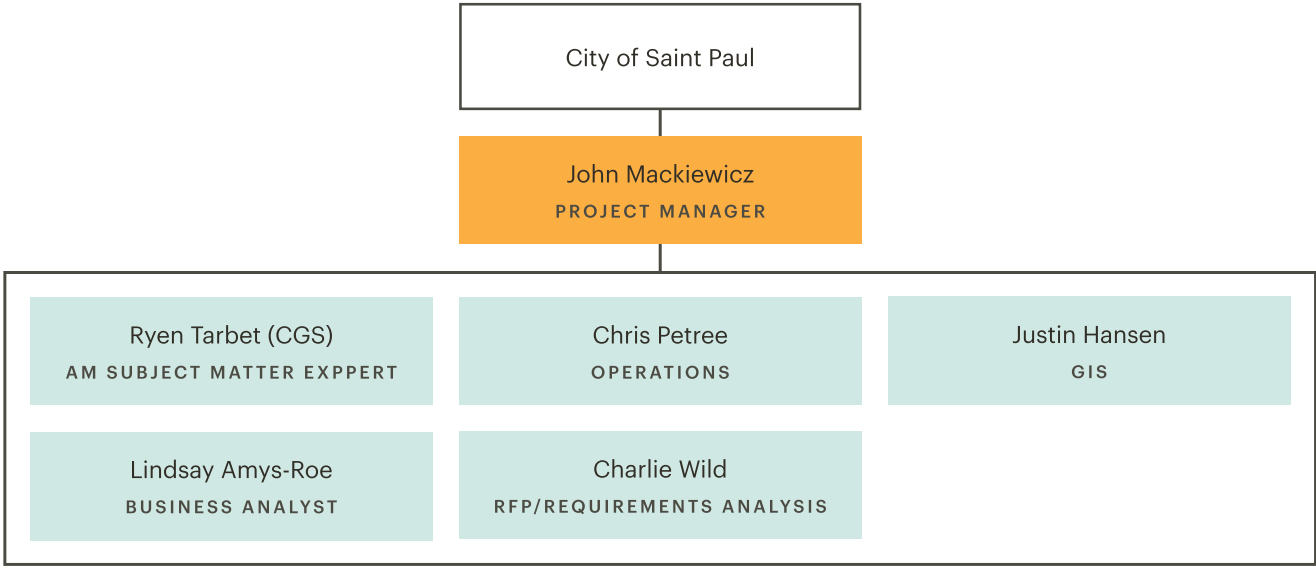 City of Saint Paul
John Mackiewicz
PROJECT MANAGER
Ryen Tarbet (CGS)
AM SUBJECT MATTER EXPPERT
Chris Petree
OPERATIONS
Justin Hansen
GIS
Lindsay Amys-Roe
BUSINESS ANALYST
Charlie Wild
RFP/REQUIREMENTS ANALYSIS